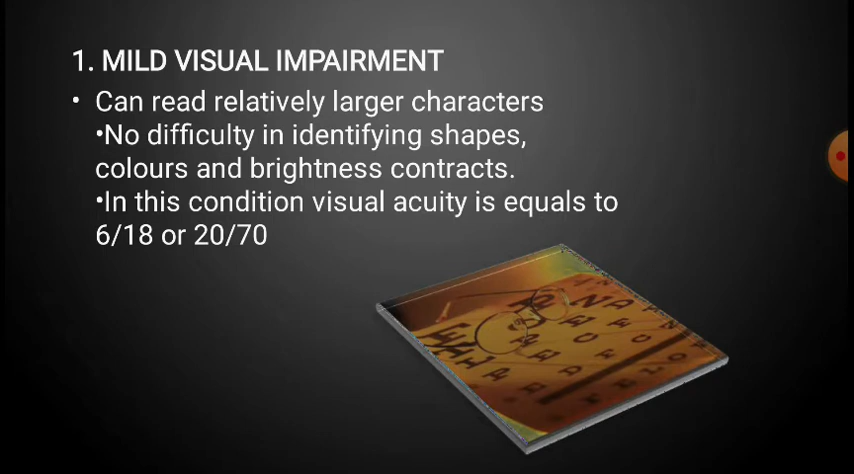 1. MILD VISUAL IMPAIRMENT
• Can read relatively larger characters
•No difficulty in identifying shapes,
colours and brightness contracts.
•In this condition visual acuity is equals to
6/18 or 20/70